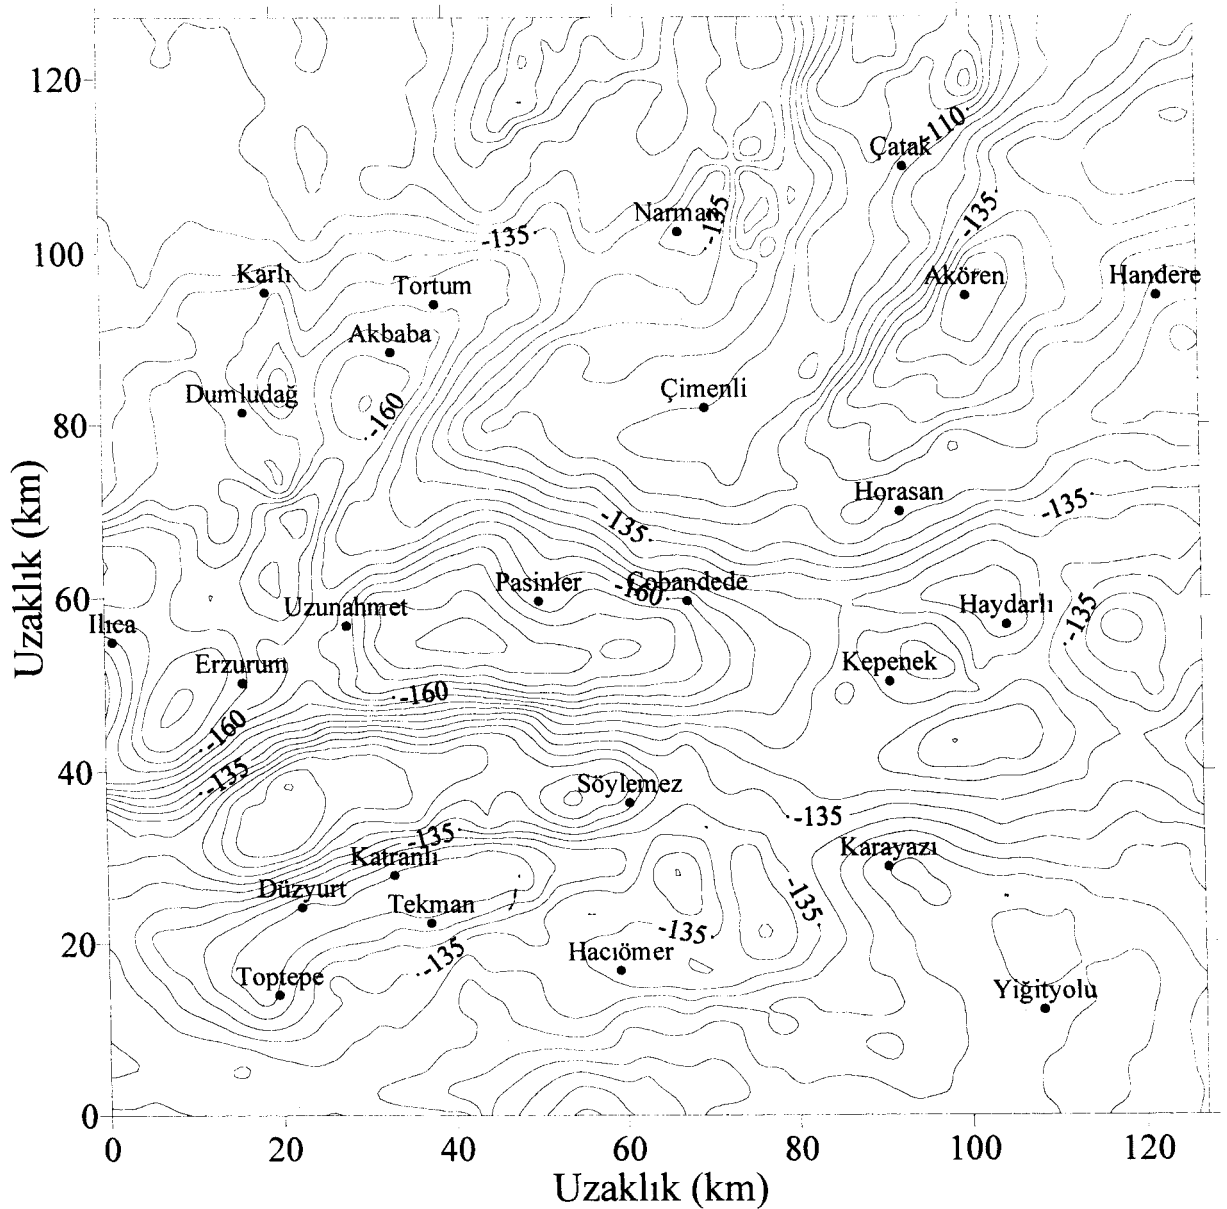 120
-110
Çatak
Narman
-135
-135
-135
100
Karlı
Tortum
Akören
Handere
Akbaba
Dumludağ
-160
Çimenli
80
Horasan
-135
-135
Pasinler
Çobandede
-160
60
Uzunahmet
Haydarlı
-135
Ilıca
Erzurum
Kepenek
-160
-160
-135
40
Söylemez
-135
-135
Karayazı
Katranlı
Düzyurt
Tekman
-135
-135
20
-135
Hacıömer
Toptepe
Yiğityolu
0
0
20
40
60
80
100
120
Uzaklık (km)
Uzaklık (km)